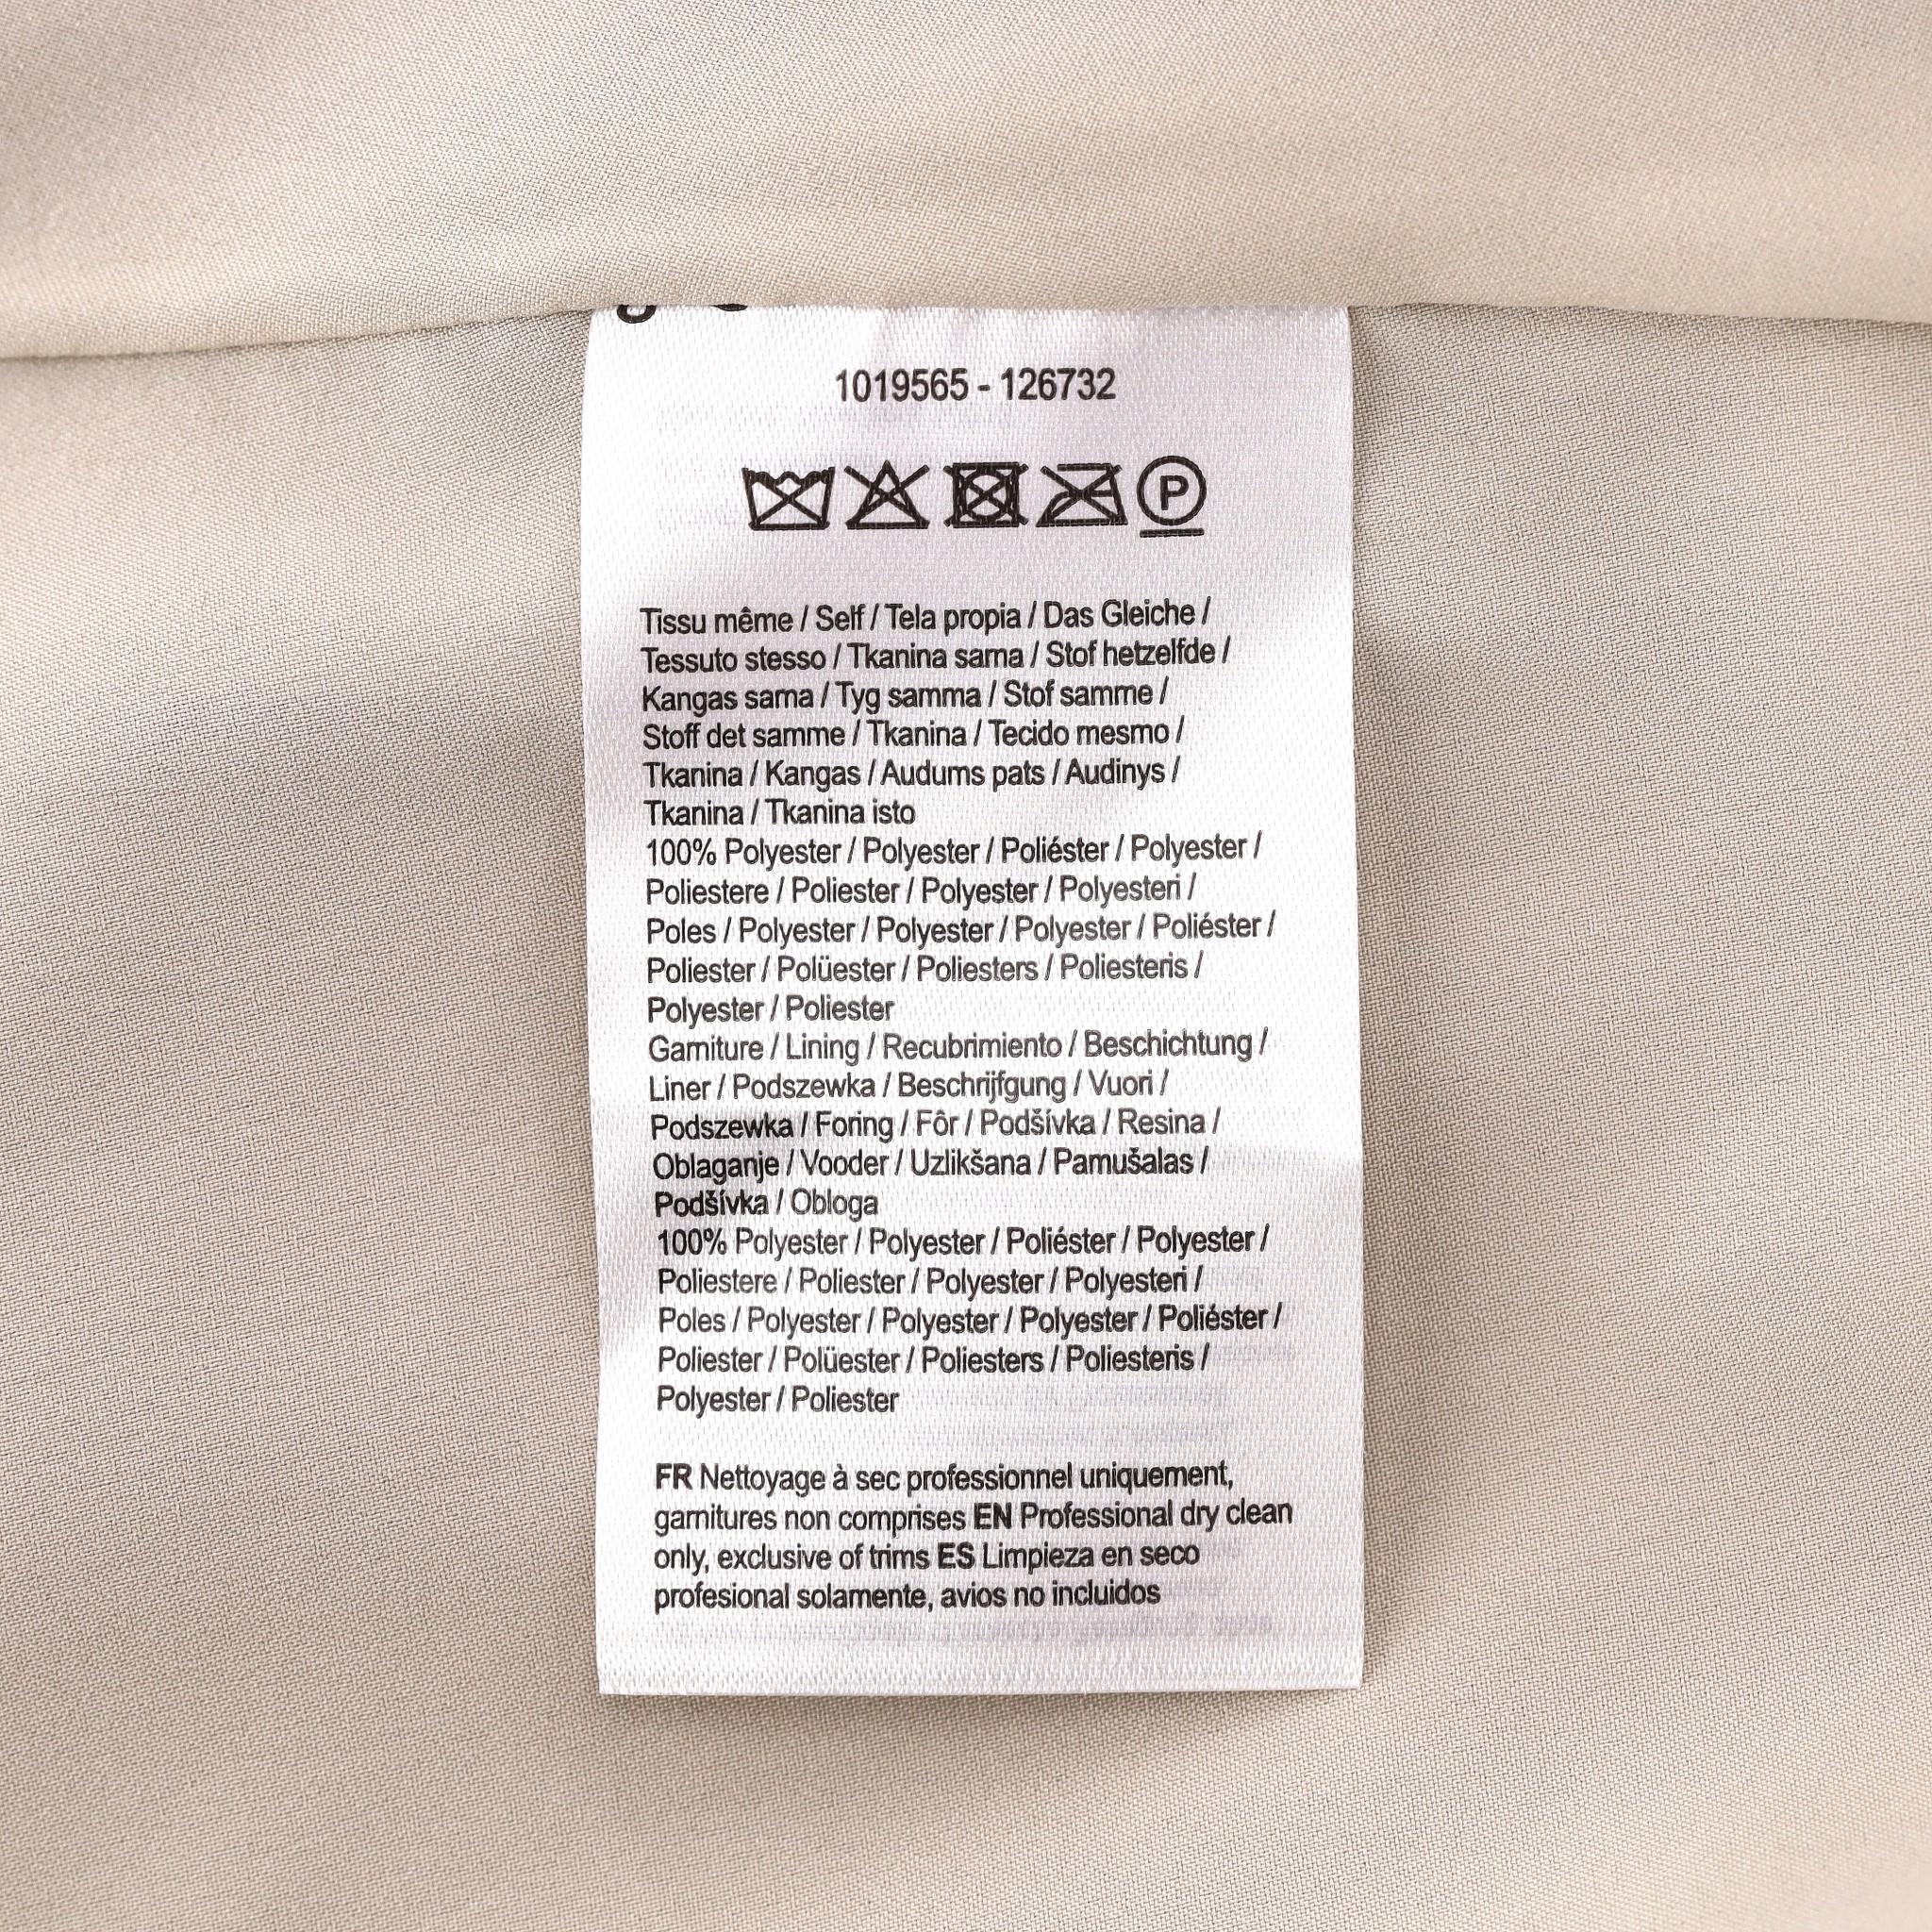 1019565 - 126732
P
Tissu même / Self / Tela propia / Das Gleiche /
Tessuto stesso / Tkanina sama / Stof hetzelfde /
Kangas sama / Tyg samma / Stof samme /
Stoff det samme / Tkanina / Tecido mesmo /
Tkanina / Kangas / Audums pats / Audinys /
Tkanina / Tkanina isto
100% Polyester / Polyester / Poliéster / Polyester /
Poliestere / Poliester / Polyester / Polyesteri /
Poles / Polyester / Polyester / Polyester / Poliéster /
Poliester / Polüester / Poliesters / Poliesteris /
Polyester / Poliester
Garniture / Lining / Recubrimiento / Beschichtung /
Liner / Podszewka / Beschrijfgung / Vuori /
Podszewka / Foring / Fôr / Podšívka / Resina /
Oblaganje / Vooder / Uzlikšana / Pamušalas /
Podšívka / Obloga
100% Polyester / Polyester / Poliéster / Polyester /
Poliestere / Poliester / Polyester / Polyesteri /
Poles / Polyester / Polyester / Polyester / Poliéster /
Poliester / Polüester / Poliesters / Poliesteris /
Polyester / Poliester
FR Nettoyage à sec professionnel uniquement,
garnitures non comprises EN Professional dry clean
only, exclusive of trims ES Limpieza en seco
profesional solamente, avios no incluidos